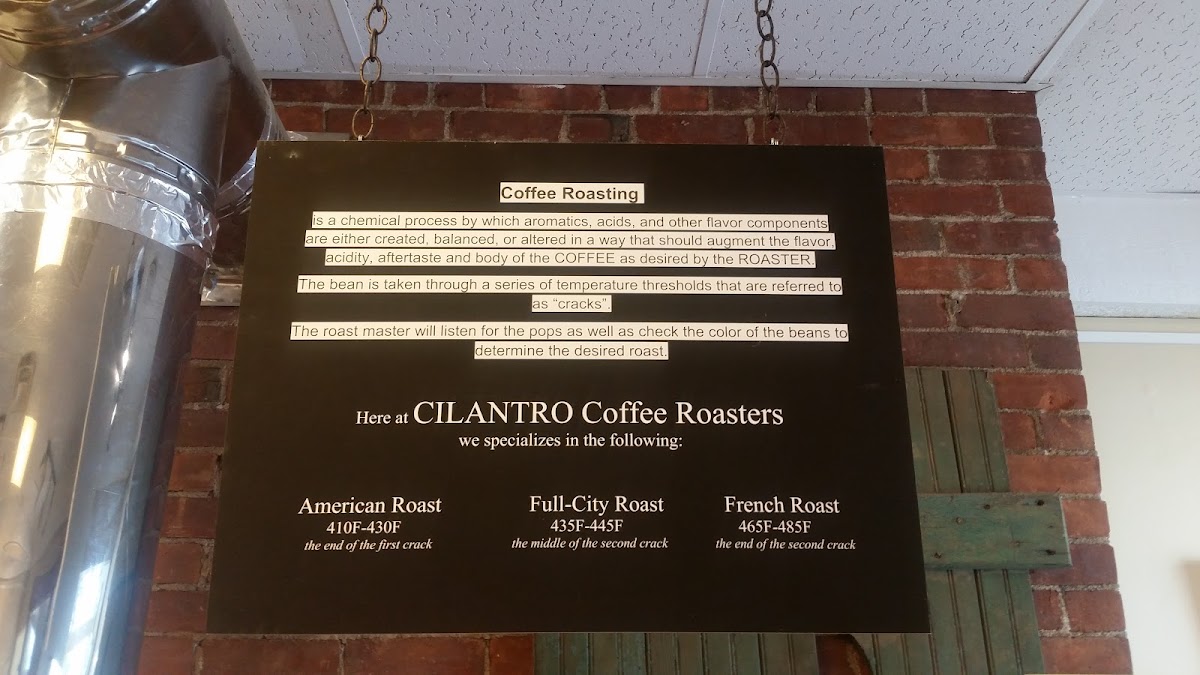 Coffee Roasting
is a chemical process by which aromatics, acids, and other flavor components
are either created, balanced, or altered in a way that should augment the flavor,
acidity, aftertaste and body of the COFFEE as desired by the ROASTER.
The bean is taken through a series of temperature thresholds that are referred to
as “cracks”.
The roast master will listen for the pops as well as check the color of the beans to
determine the desired roast.
Here at CILANTRO Coffee Roasters
we specializes in the following:
American Roast
410F-430F
the end of the first crack
Full-City Roast
435F-445F
the middle of the second crack
French Roast
465F-485F
the end of the second crack